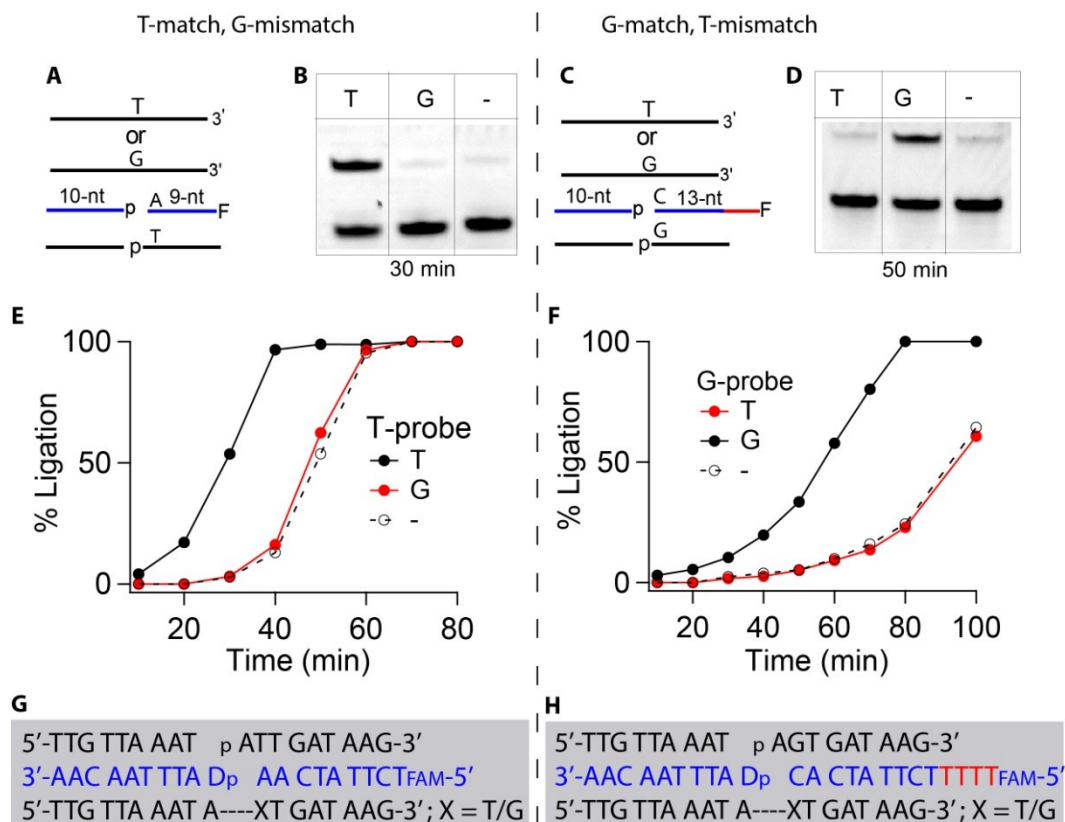 T-match, G-mismatch
G-match, T-mismatch
A
T
3'
or
G
3'
10-nt p A 9-nt F
p T
B
T G -
30 min
C
T
3'
or
G
3'
10-nt p C 13-nt F
p G
D
T G -
50 min
E
% Ligation
100
50
0
20 40 60 80
Time (min)
T-probe
T
G
-
F
% Ligation
100
50
0
20 40 60 80 100
Time (min)
G-probe
T
G
-
G
5'-TTG TTA AAT p ATT GAT AAG-3'
3'-AAC AAT TTA Dp AA CTA TTCTFAM-5'
5'-TTG TTA AAT A----XT GAT AAG-3' ; X = T/G
H
5'-TTG TTA AAT p AGT GAT AAG-3'
3'-AAC AAT TTA Dp CA CTA TTCTTTTTFAM-5'
5'-TTG TTA AAT A----XT GAT AAG-3' ; X = T/G